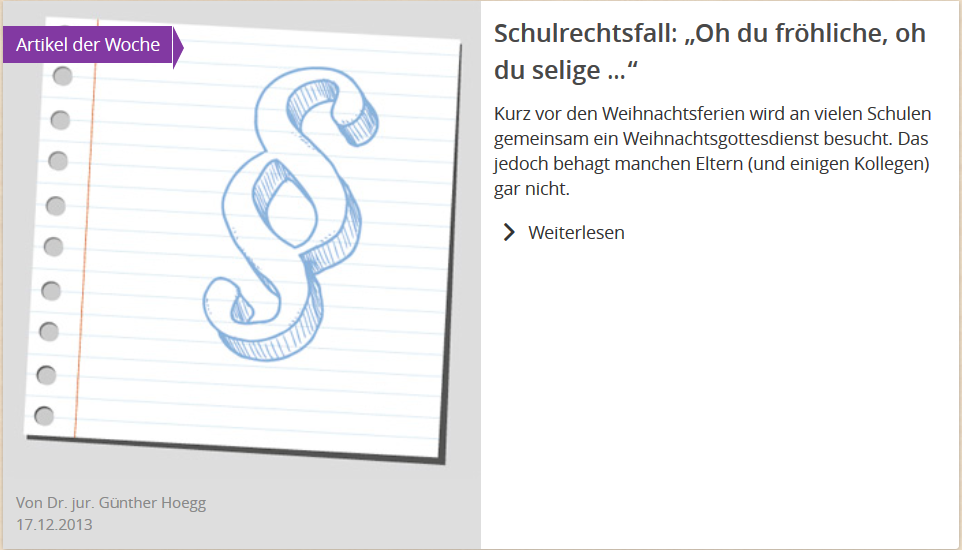 Artikel der Woche
Von Dr. jur. Günther Hoegg
17.12.2013
Schulrechtsfall: „Oh du fröhliche, oh
du selige …“
Kurz vor den Weihnachtsferien wird an vielen Schulen
gemeinsam ein Weihnachtsgottesdienst besucht. Das
jedoch behagt manchen Eltern (und einigen Kollegen)
gar nicht.
Weiterlesen